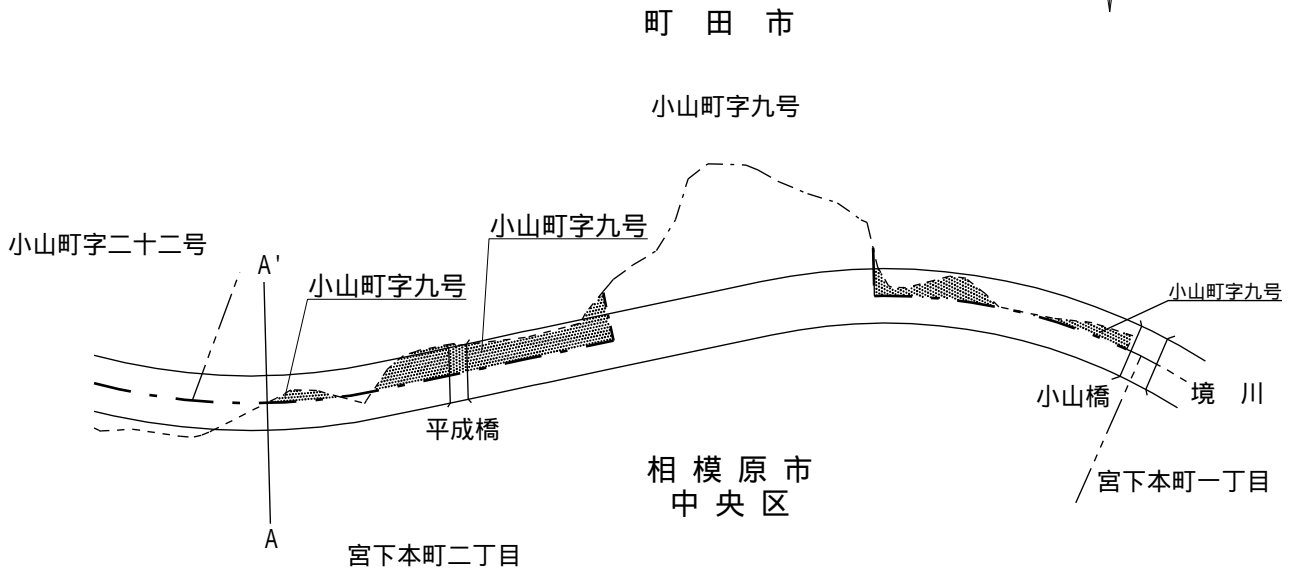 町 田 市
小山町字九号
小山町字九号
小山町字二十二号
A'
小山町字九号
小山町字九号
小山橋
境 川
平成橋
相 模 原 市
中 央 区
宮下本町一丁目
A
宮下本町二丁目